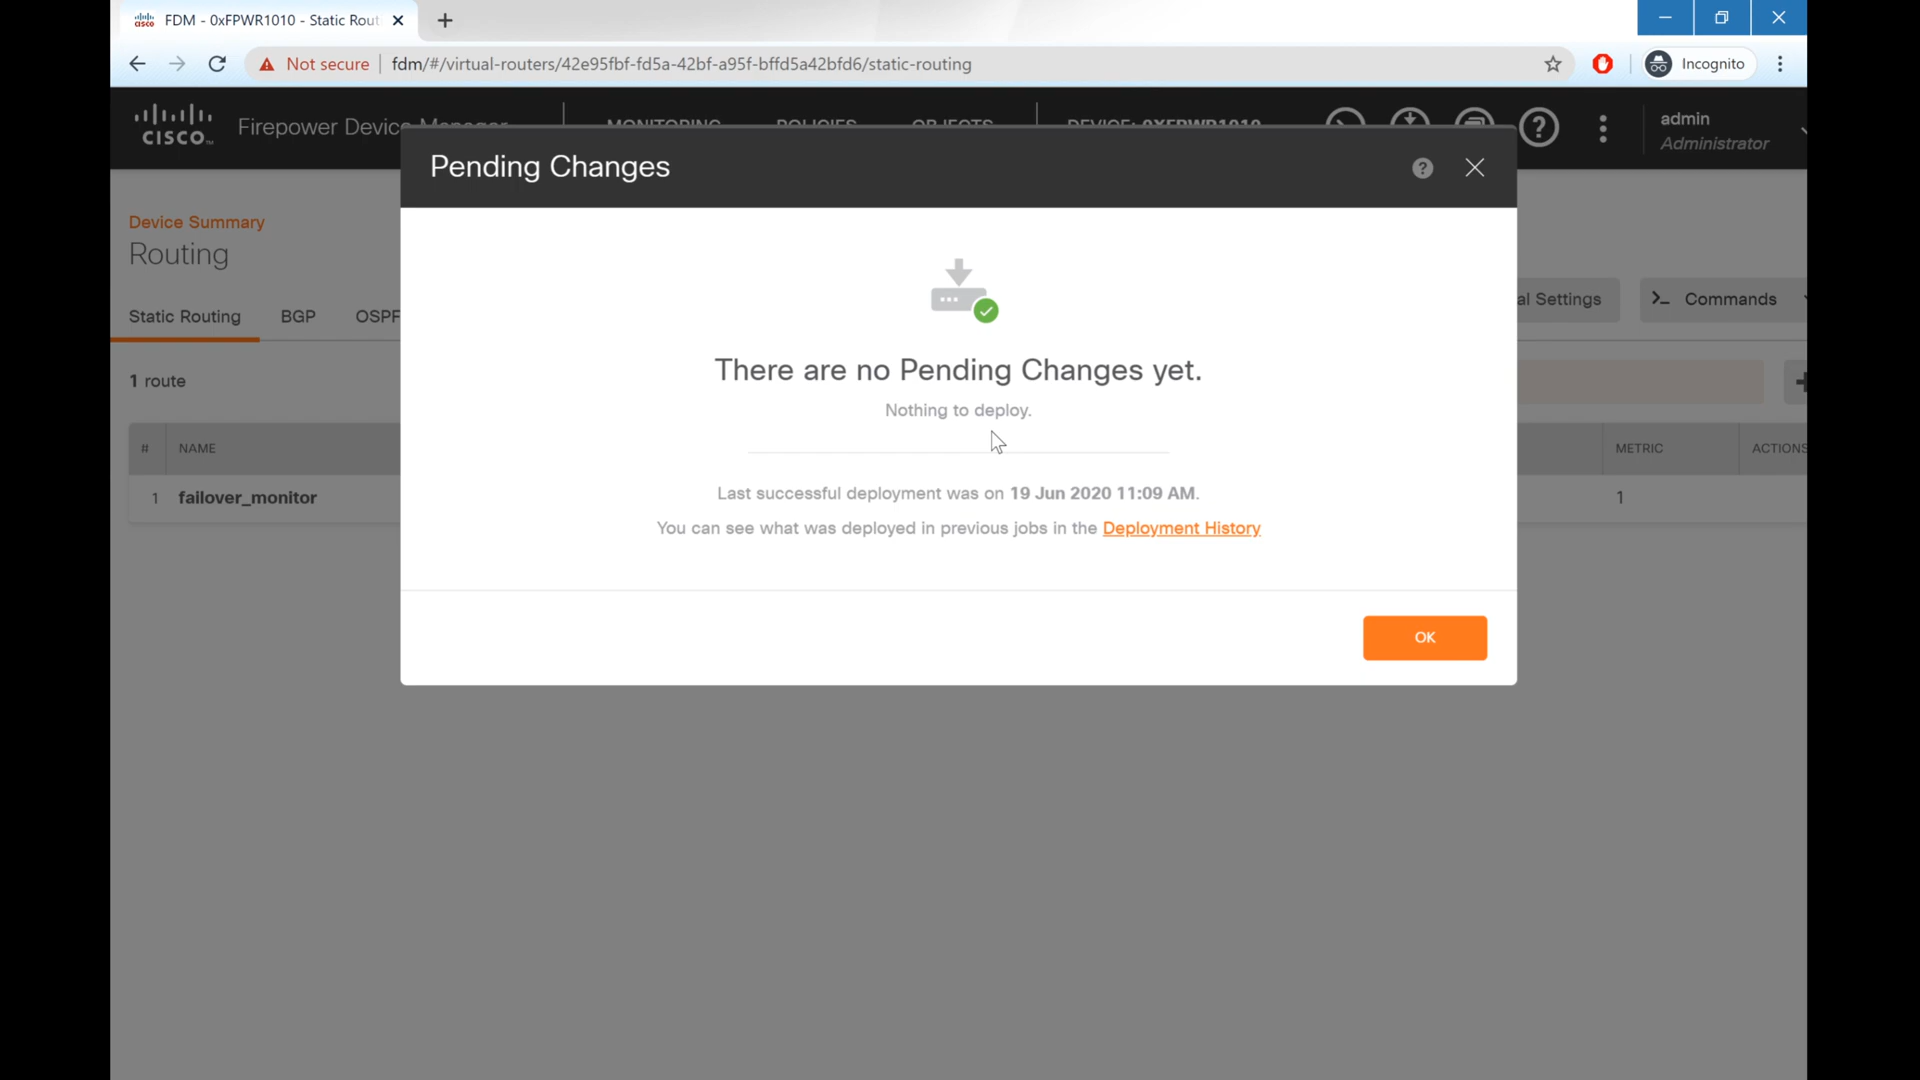 FDM - 0xFPWR1010 - Static Rout
Not secure
fdm/#/virtual-routers/42e95fbf-fd5a-42bf-a95f-bffd5a42bfd6/static-routing
Incognito
CISCO
Firepower Device Manager
MONITORING
POLICIES
OBJECTS
DEVICE: 0XFPWR1010
admin
Administrator
Pending Changes
Device Summary
Routing
Static Routing
BGP
OSPF
al Settings
>_ Commands
1 route
There are no Pending Changes yet.
Nothing to deploy.
# NAME
METRIC
ACTIONS
1 failover_monitor
1
Last successful deployment was on 19 Jun 2020 11:09 AM.
You can see what was deployed in previous jobs in the Deployment History
OK